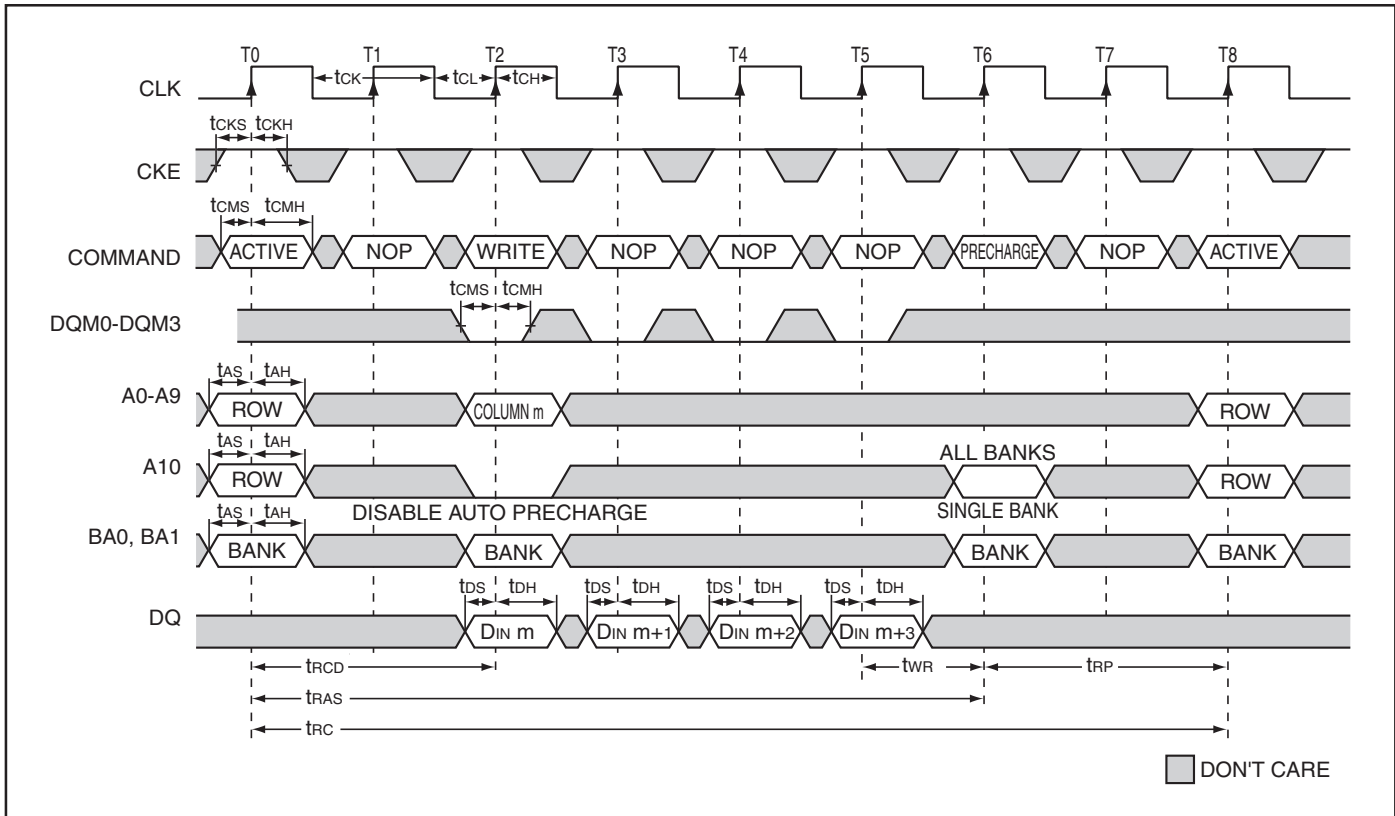 T0 T1 T2 T3 T4 T5 T6 T7 T8
CLK
tCK tCL tCH
tCKS tCKH
CKE
tCMS tCMH
COMMAND ACTIVE NOP WRITE NOP NOP NOP PRECHARGE NOP ACTIVE
tCMS tCMH
DQM0-DQM3
tAS tAH
A0-A9 ROW COLUMN m ROW
tAS tAH ALL BANKS
A10 ROW ROW
tAS tAH DISABLE AUTO PRECHARGE SINGLE BANK
BA0, BA1 BANK BANK BANK BANK
tDS tDH tDS tDH tDS tDH tDS tDH
DQ DIN m DIN m+1 DIN m+2 DIN m+3
tRCD tWR tRP
tRAS
tRC
DON'T CARE